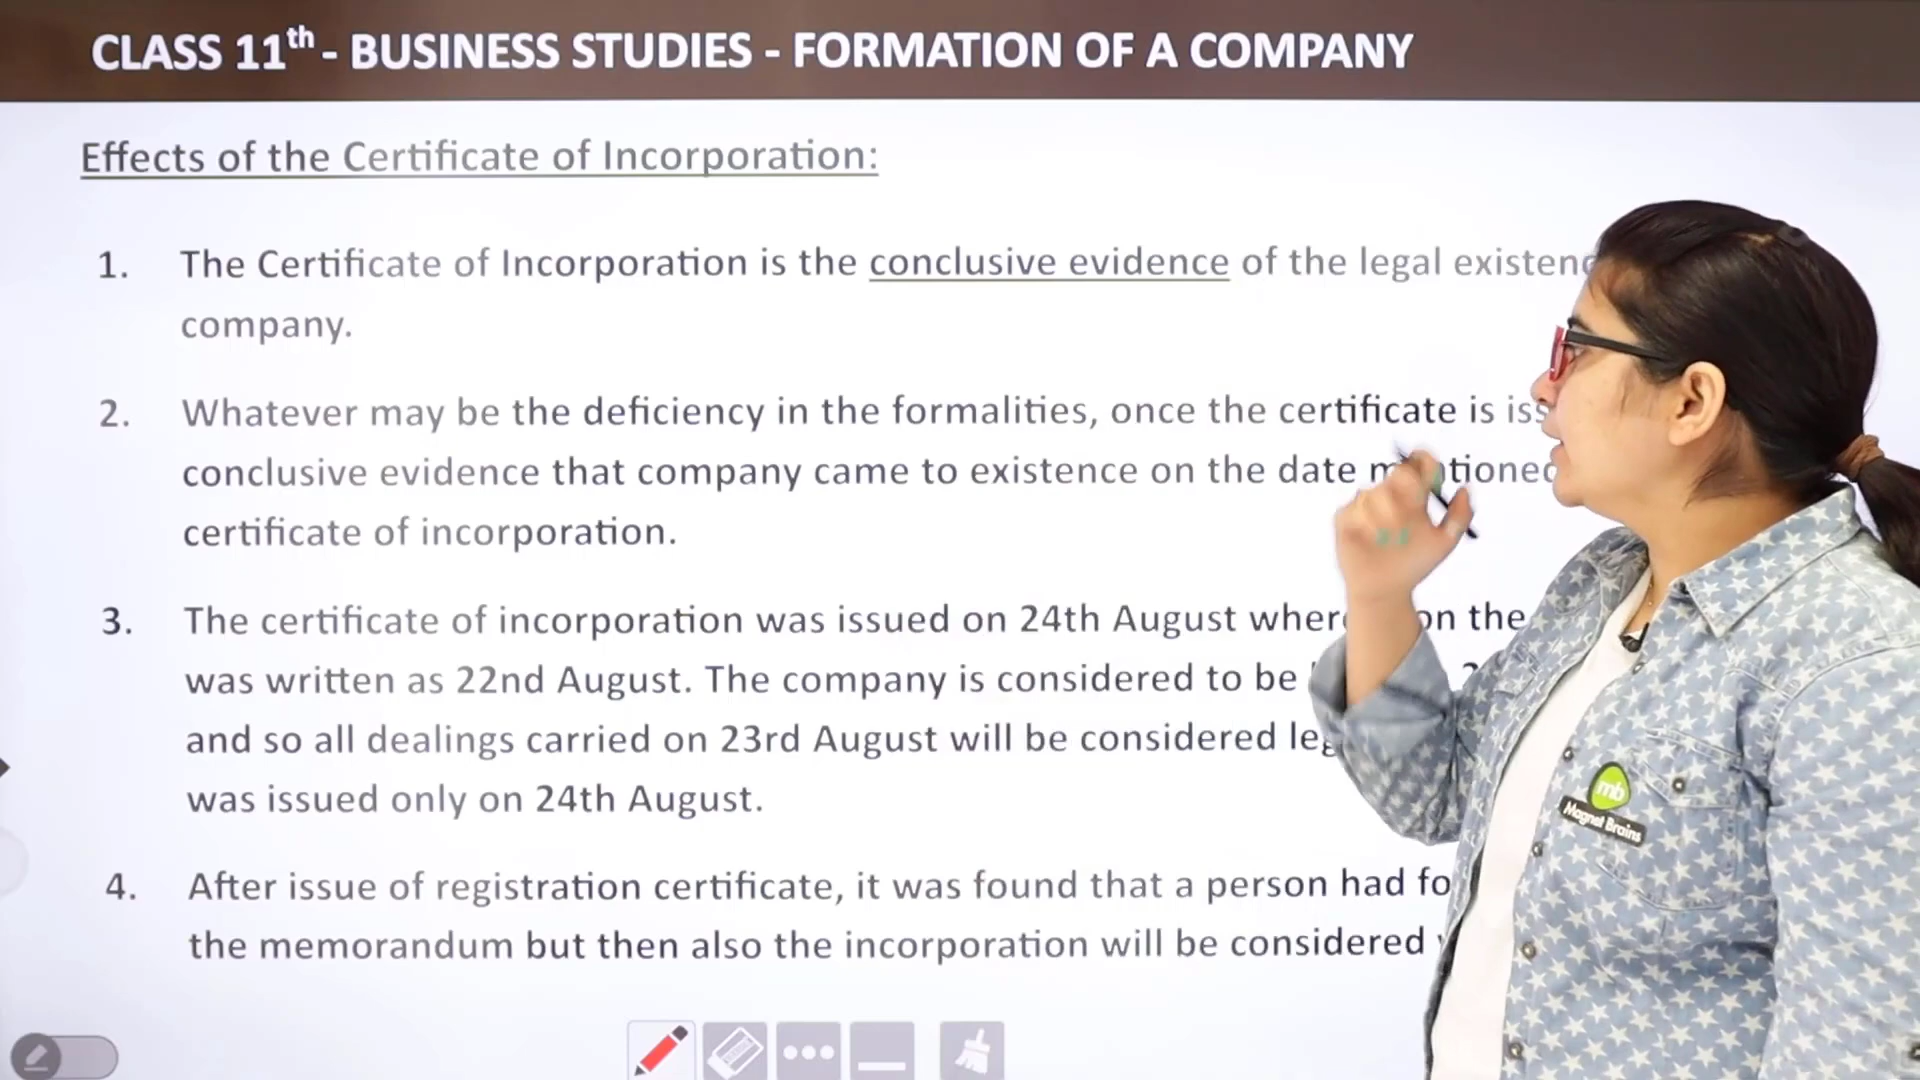 CLASS 11th - BUSINESS STUDIES - FORMATION OF A COMPANY
Effects of the Certificate of Incorporation:
1. The Certificate of Incorporation is the conclusive evidence of the legal
company.
2. Whatever may be the deficiency in the formalities, once the certificate is
conclusive evidence that company came to existence on the date
certificate of incorporation.
3. The certificate of incorporation was issued on 24th August on the
was written as 22nd August. The company is considered to be
and so all dealings carried on 23rd August will be considered
was issued only on 24th August.
4. After issue of registration certificate, it was found that a person had
the memorandum but then also the incorporation will be considered
mb
Magnet Brains